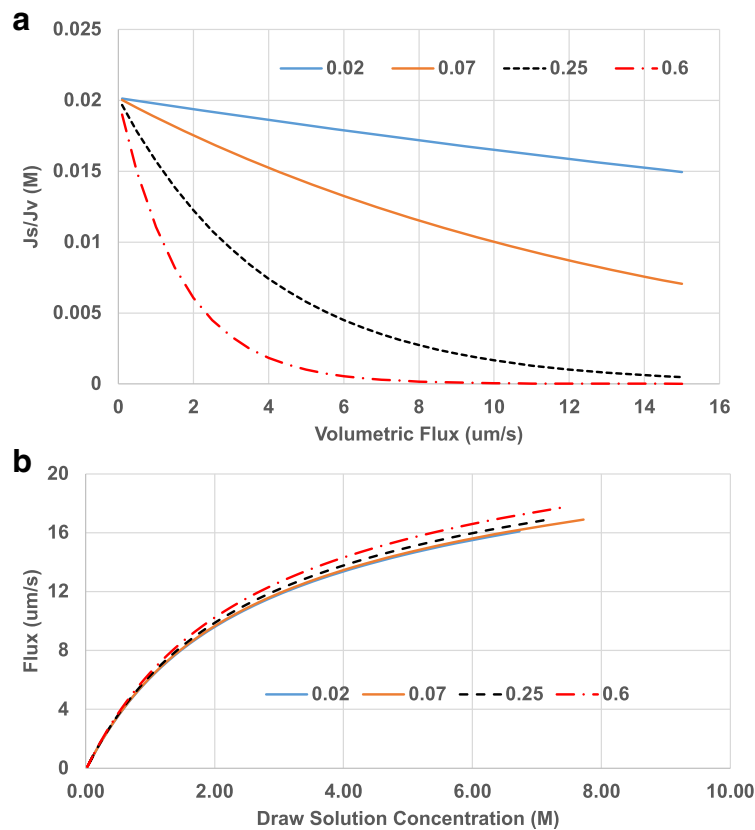 a
0.025
0.02 0.07 0.25 0.6
0.02
0.015
Js/Jv (M)
0.01
0.005
0
0 2 4 6 8 10 12 14 16
Volumetric Flux (um/s)
b
20
16
12
Flux (um/s)
8
0.02 0.07 0.25 0.6
4
0
0.00 2.00 4.00 6.00 8.00 10.00
Draw Solution Concentration (M)